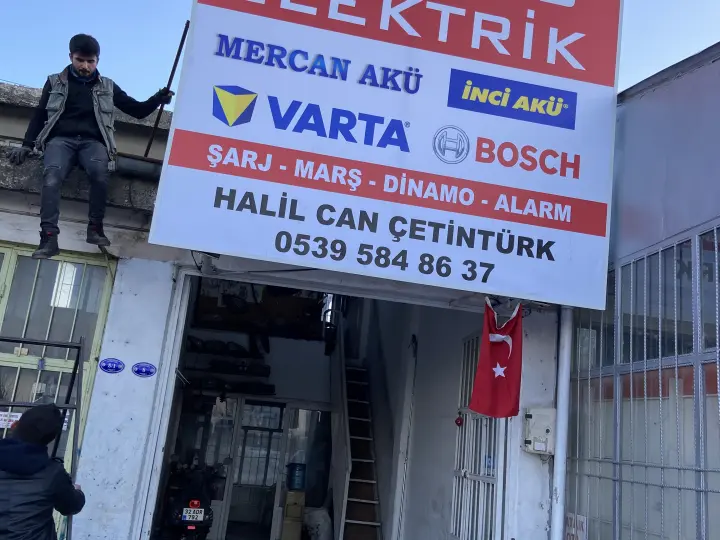 ELEKTRİK
MERCAN AKÜ
İNCİ AKÜ
VARTA
BOSCH
ŞARJ - MARŞ - DİNAMO - ALARM
HALİL CAN ÇETİNTÜRK
0539 584 86 37